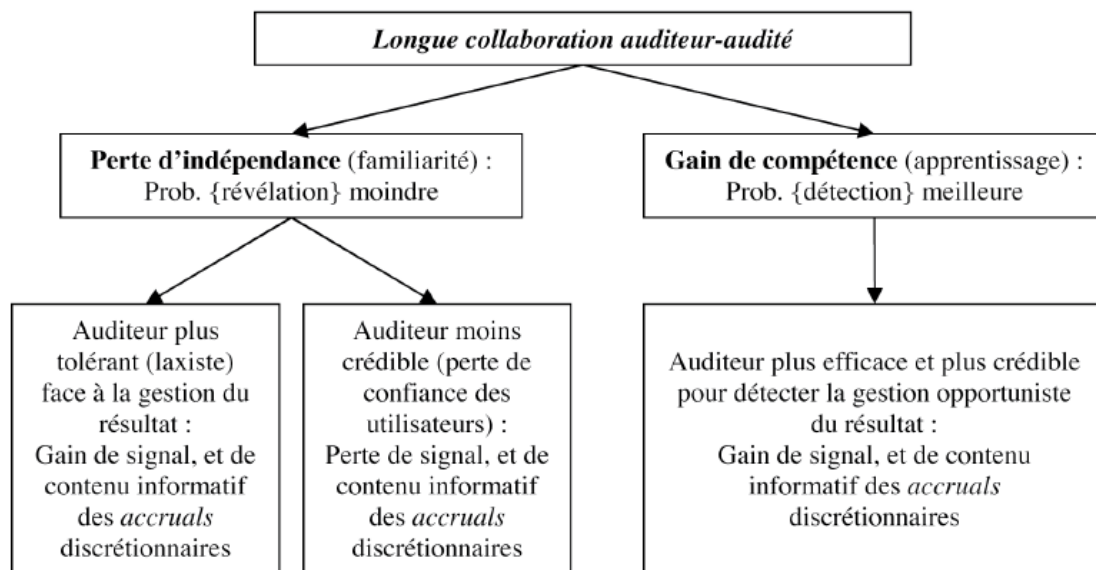 Longue collaboration auditeur-audité
Perte d’indépendance (familiarité) :
Prob. {révélation} moindre
Gain de compétence (apprentissage) :
Prob. {détection} meilleure
Auditeur plus
tolérant (laxiste)
face à la gestion du
résultat :
Gain de signal, et de
contenu informatif
des accruals
discrétionnaires
Auditeur moins
crédible (perte de
confiance des
utilisateurs) :
Perte de signal, et de
contenu informatif
des accruals
discrétionnaires
Auditeur plus efficace et plus crédible
pour détecter la gestion opportuniste
du résultat :
Gain de signal, et de contenu
informatif des accruals
discrétionnaires